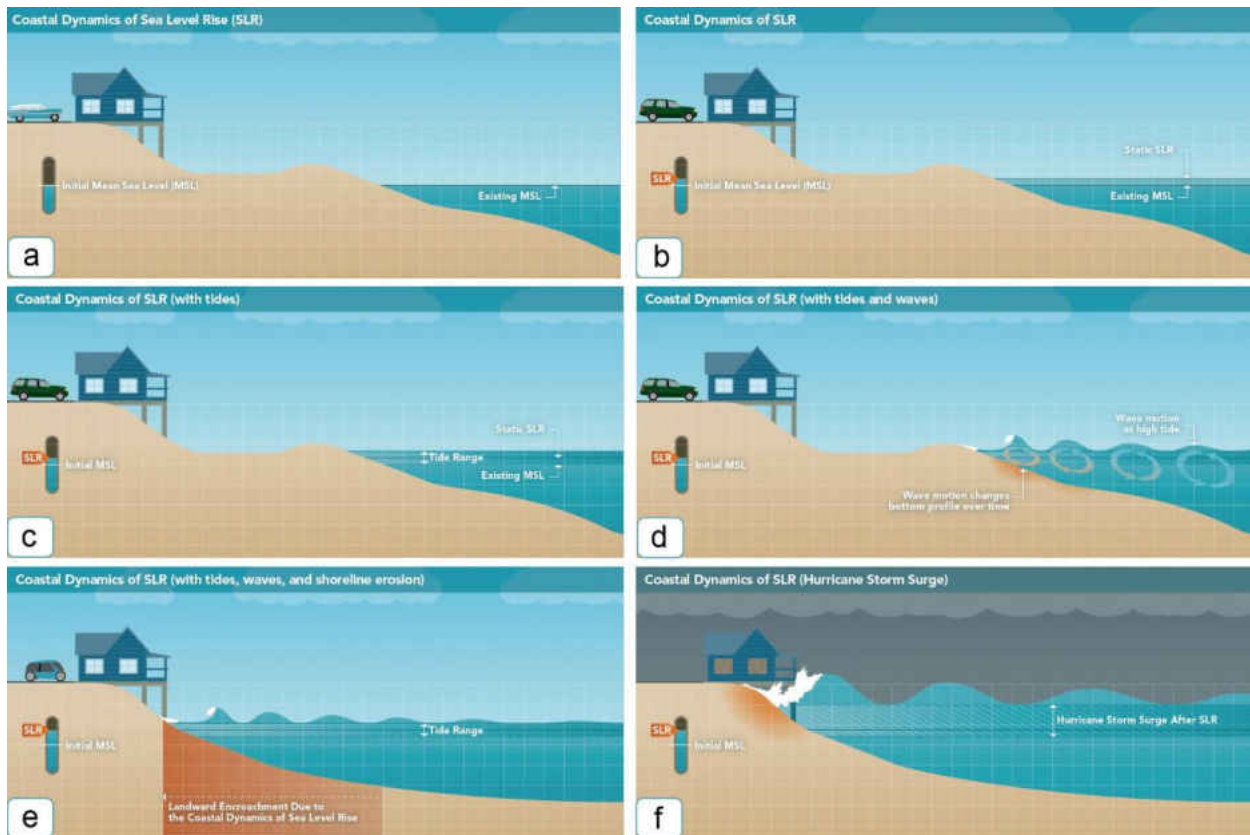 Coastal Dynamics of Sea Level Rise (SLR)
Initial Mean Sea Level (MSL)
Existing MSL
a
Coastal Dynamics of SLR
Static SLR
SLR
Initial Mean Sea Level (MSL)
Existing MSL
b
Coastal Dynamics of SLR (with tides)
Static SLR
SLR
Initial MSL
Tide Range
Existing MSL
c
Coastal Dynamics of SLR (with tides and waves)
Wave motion
at high tide
SLR
Initial MSL
Wave motion changes
bottom profile over time
d
Coastal Dynamics of SLR (with tides, waves, and shoreline erosion)
SLR
Initial MSL
Tide Range
Landward Encroachment Due to
the Coastal Dynamics of Sea Level Rise
e
Coastal Dynamics of SLR (Hurricane Storm Surge)
Hurricane Storm Surge After SLR
SLR
Initial MSL
f